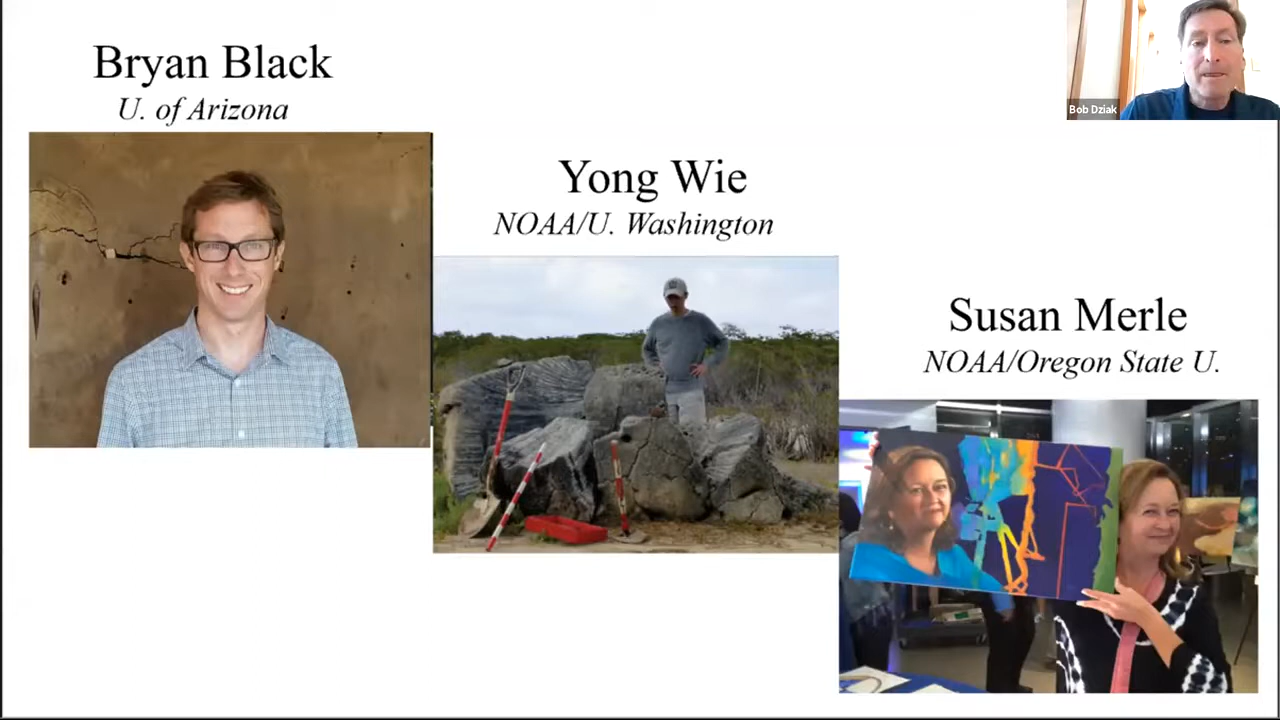 Bryan Black
U. of Arizona
Yong Wie
NOAA/U. Washington
Susan Merle
NOAA/Oregon State U.
Bob Dziak